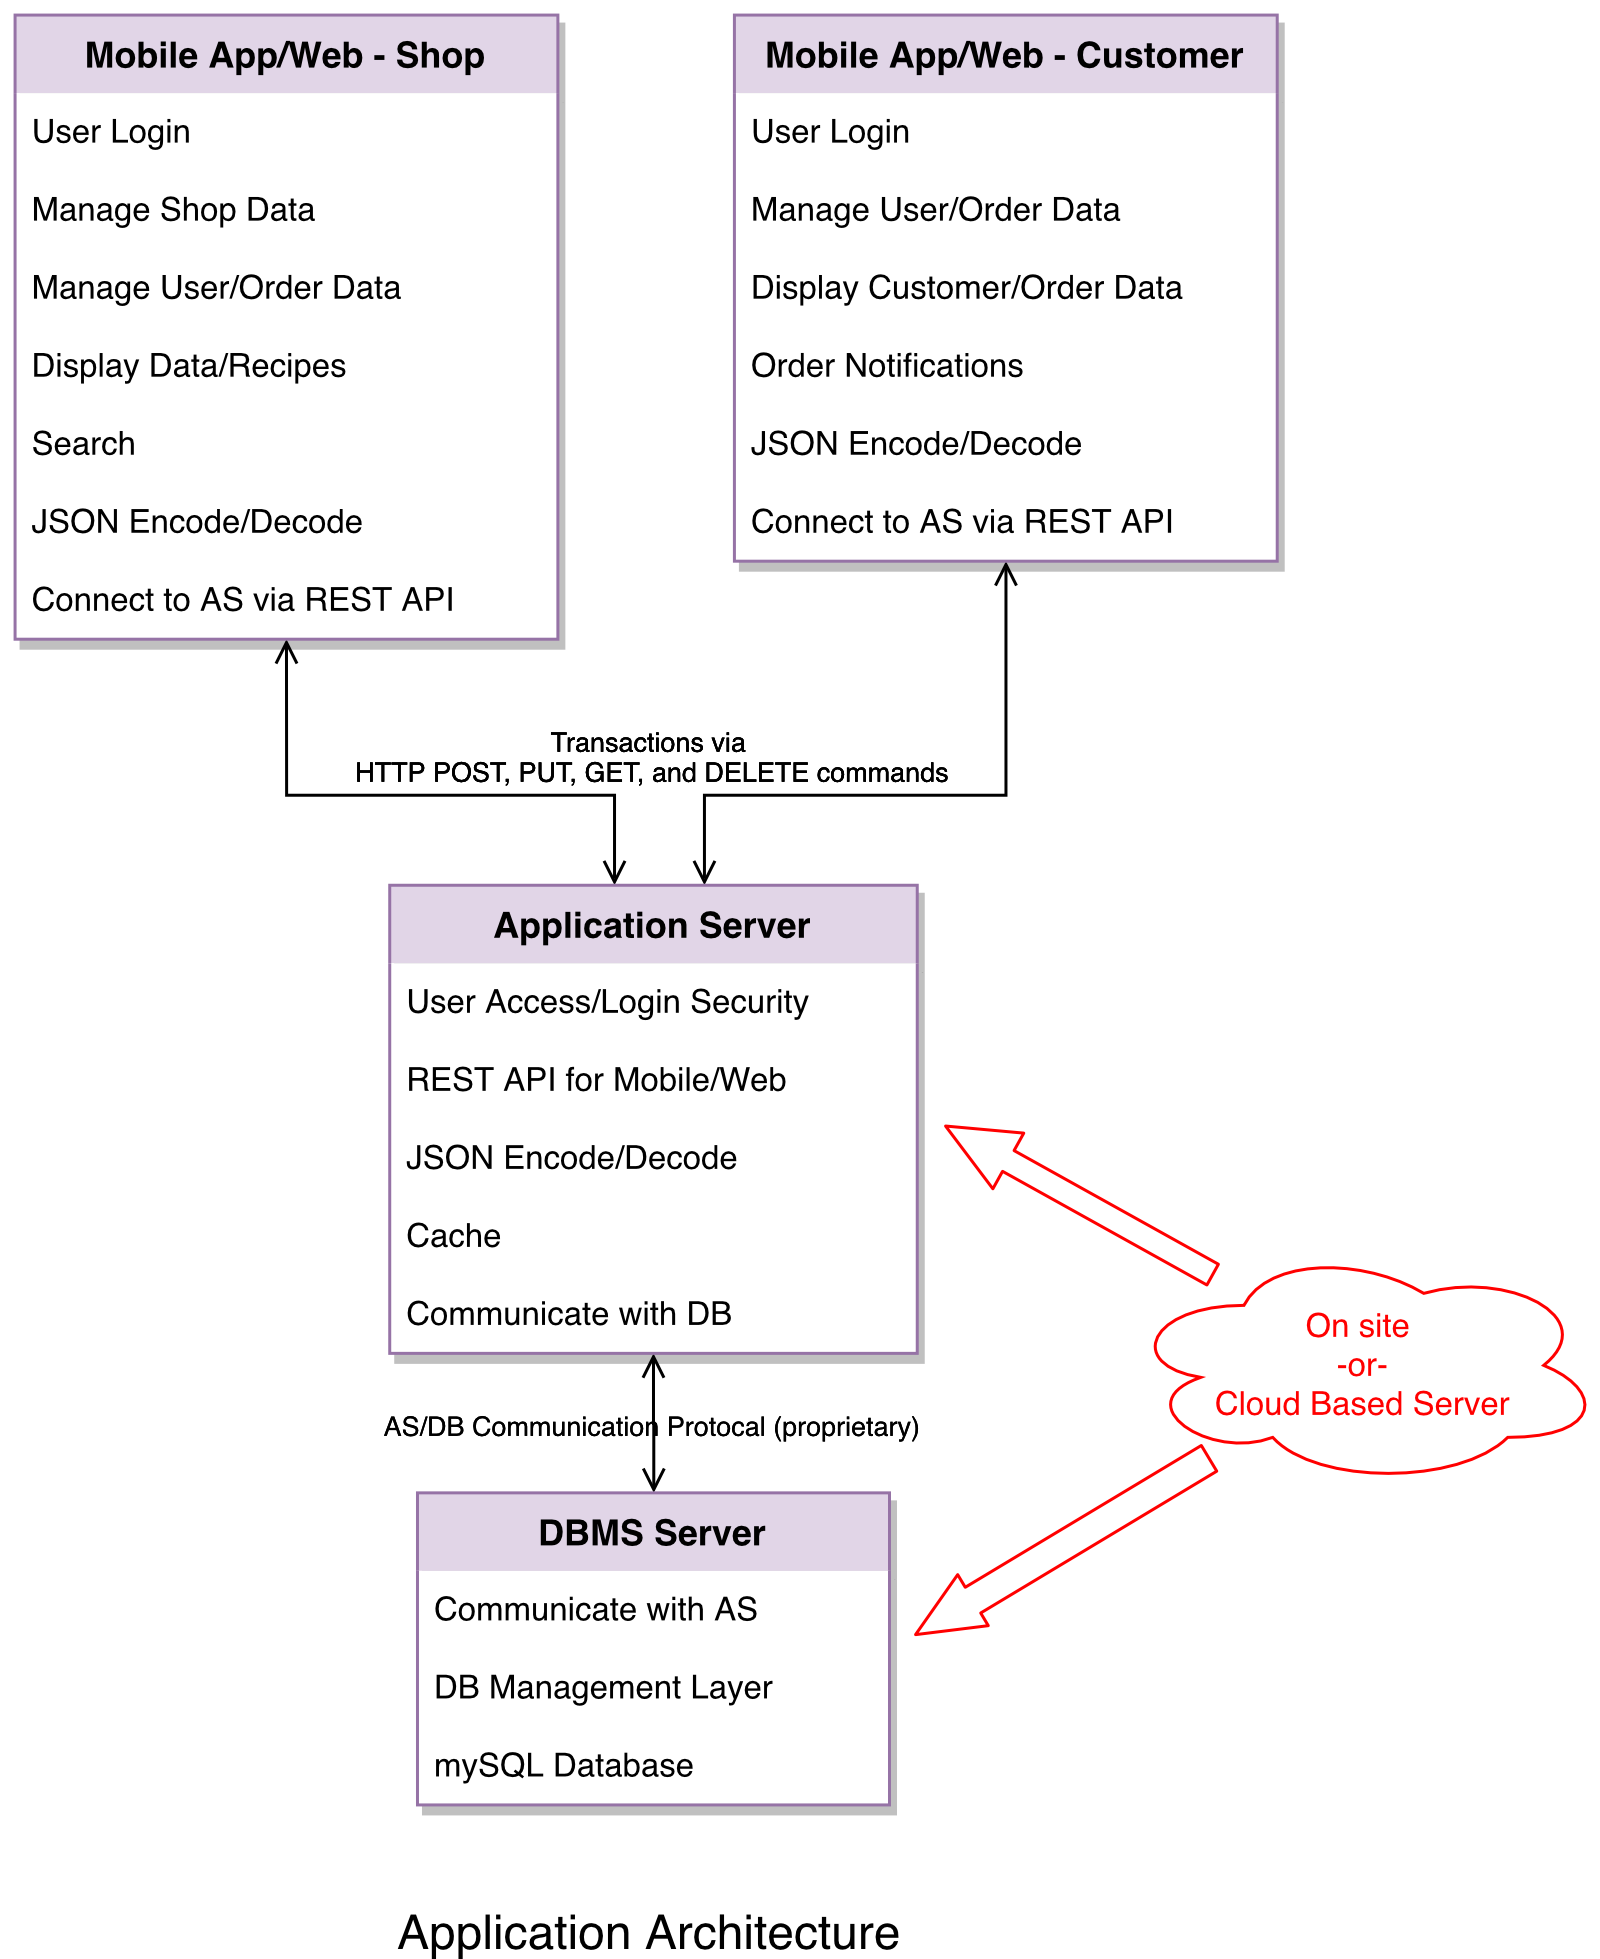 Mobile App/Web - Shop
User Login
Manage Shop Data
Manage User/Order Data
Display Data/Recipes
Search
JSON Encode/Decode
Connect to AS via REST API
Mobile App/Web - Customer
User Login
Manage User/Order Data
Display Customer/Order Data
Order Notifications
JSON Encode/Decode
Connect to AS via REST API
Transactions via
HTTP POST, PUT, GET, and DELETE commands
Application Server
User Access/Login Security
REST API for Mobile/Web
JSON Encode/Decode
Cache
Communicate with DB
On site
-or-
Cloud Based Server
AS/DB Communication Protocal (proprietary)
DBMS Server
Communicate with AS
DB Management Layer
mySQL Database
Application Architecture